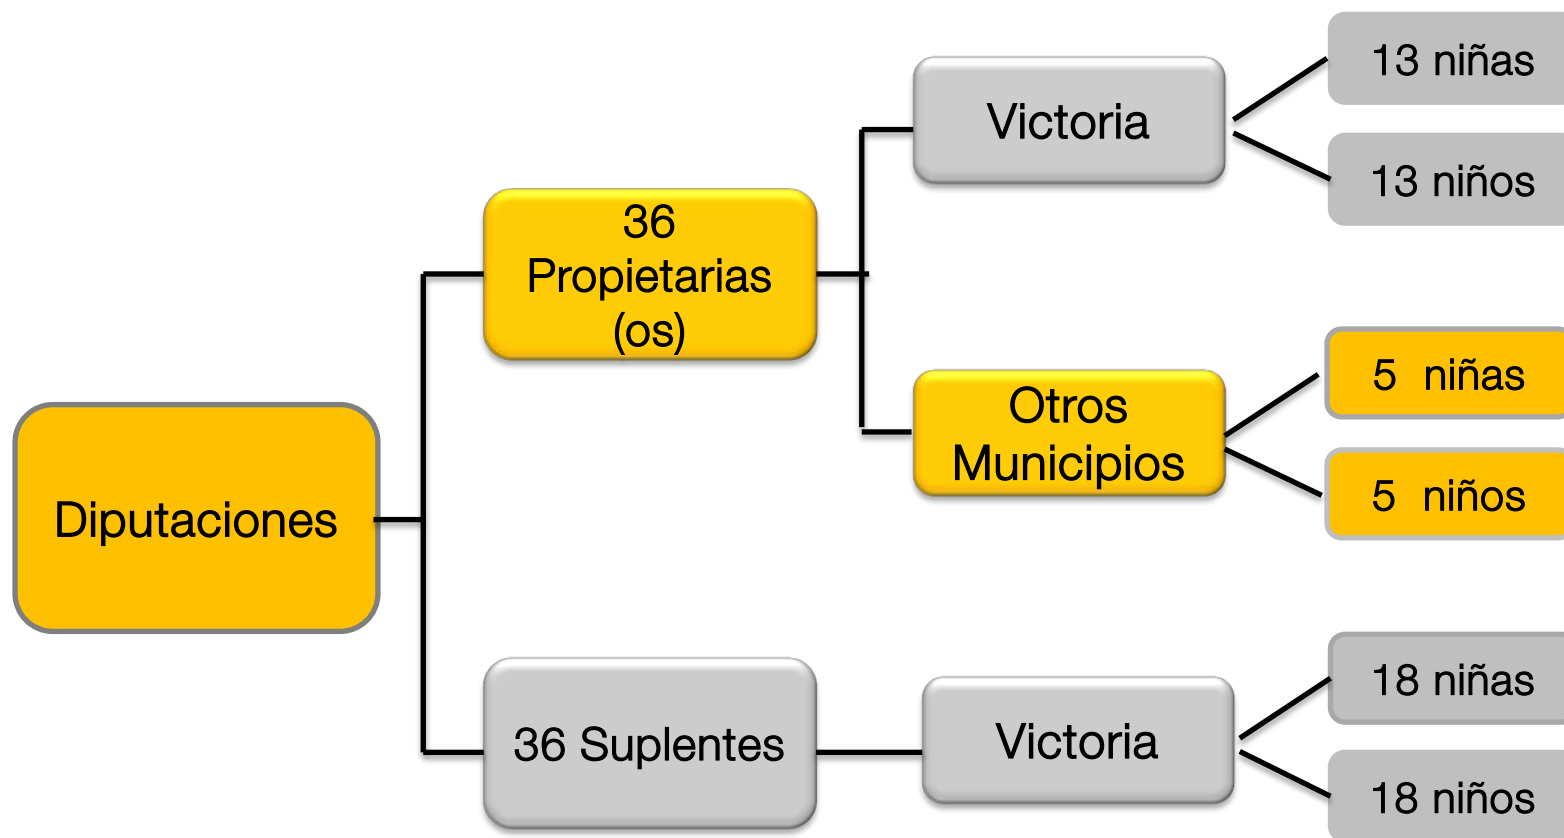 Diputaciones
36
Propietarias
(os)
Victoria
13 niñas
13 niños
Otros
Municipios
5 niñas
5 niños
36 Suplentes
Victoria
18 niñas
18 niños